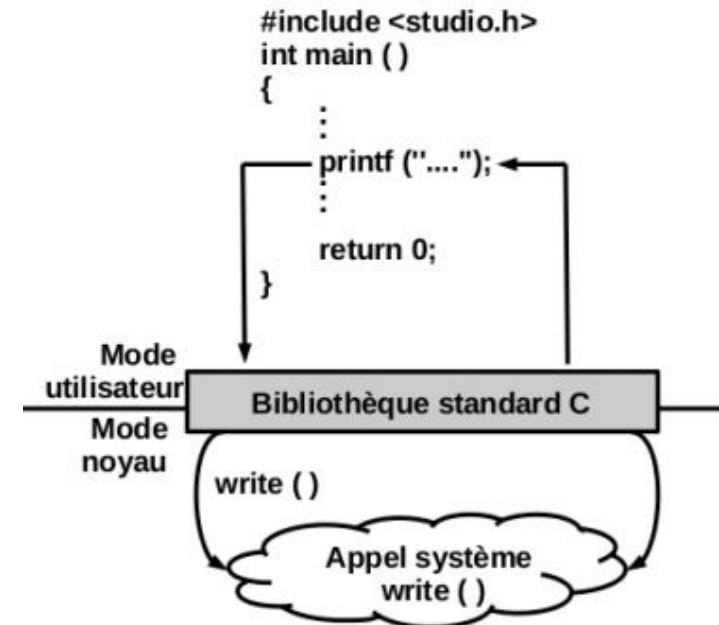 #include <studio.h>
int main ( )
{
⋮
printf ("....");
⋮
return 0;
}
Mode
utilisateur
Bibliothèque standard C
Mode
noyau
write ( )
Appel système
write ( )